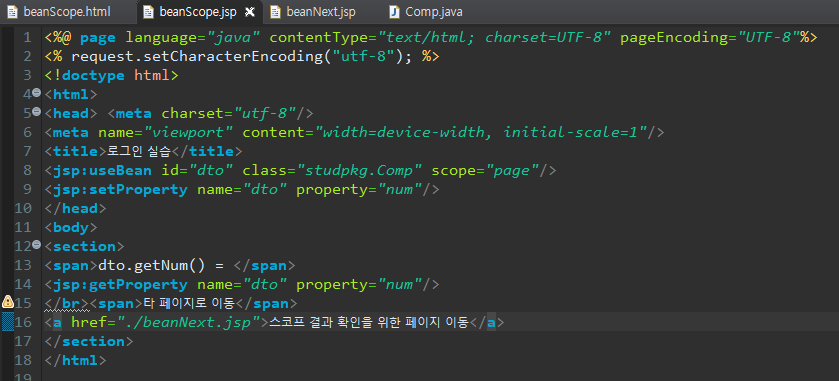 beanScope.html beanScope.jsp beanNext.jsp Comp.java
1 <%@ page language="java" contentType="text/html; charset=UTF-8" pageEncoding="UTF-8"%>
2 <% request.setCharacterEncoding("utf-8"); %>
3 <!doctype html>
4 <html>
5 <head> <meta charset="utf-8"/>
6 <meta name="viewport" content="width=device-width, initial-scale=1"/>
7 <title>로그인 실습</title>
8 <jsp:useBean id="dto" class="studpkg.Comp" scope="page"/>
9 <jsp:setProperty name="dto" property="num"/>
10 </head>
11 <body>
12 <section>
13 <span>dto.getNum() = </span>
14 <jsp:getProperty name="dto" property="num"/>
15 </br><span>타 페이지로 이동</span>
16 <a href="./beanNext.jsp">스코프 결과 확인을 위한 페이지 이동</a>
17 </section>
18 </html>
19